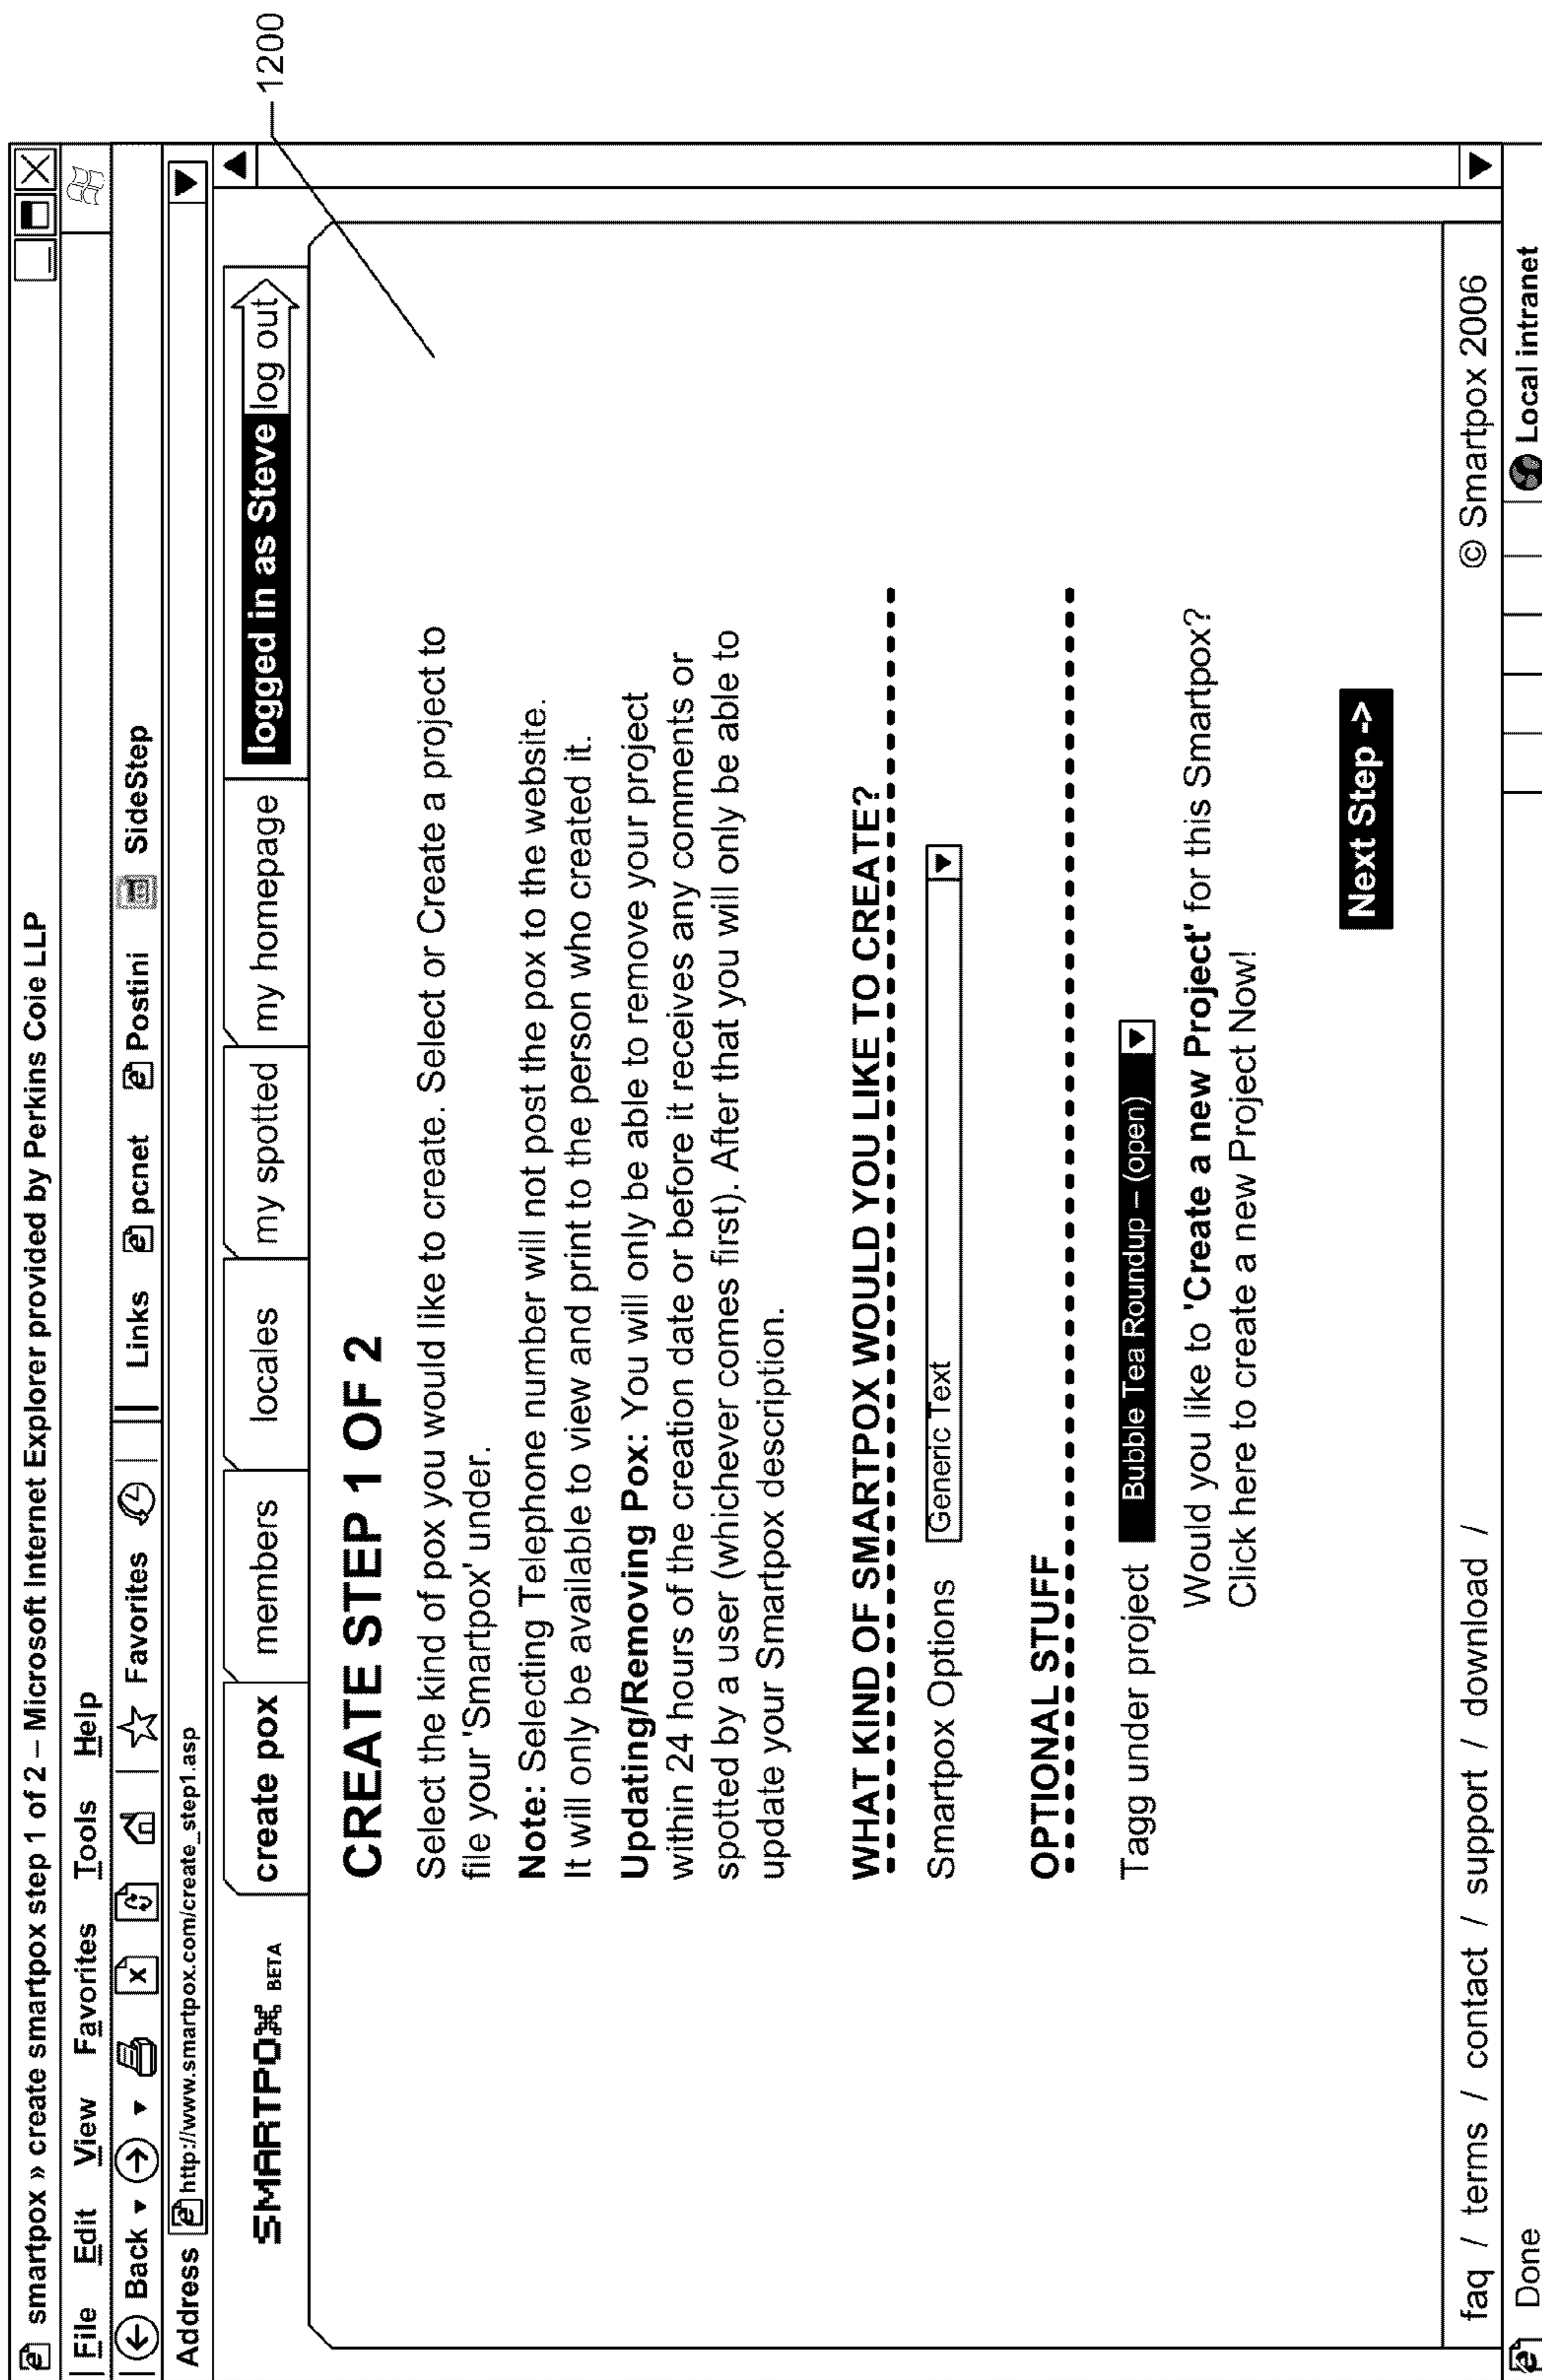 smartpox » create smartpox step 1 of 2 – Microsoft Internet Explorer provided by Perkins Coie LLP
File Edit View Favorites Tools Help
Back Favorites Links pcnet Postini SideStep
Address http://www.smartpox.com/create_step1.asp
1200
SMARTPOX BETA create pox members locales my spotted my homepage logged in as Steve log out
CREATE STEP 1 OF 2
Select the kind of pox you would like to create. Select or Create a project to
file your 'Smartpox' under.
Note: Selecting Telephone number will not post the pox to the website.
It will only be available to view and print to the person who created it.
Updating/Removing Pox: You will only be able to remove your project
within 24 hours of the creation date or before it receives any comments or
spotted by a user (whichever comes first). After that you will only be able to
update your Smartpox description.
WHAT KIND OF SMARTPOX WOULD YOU LIKE TO CREATE?
Smartpox Options Generic Text
OPTIONAL STUFF
Tagg under project Bubble Tea Roundup – (open)
Would you like to 'Create a new Project' for this Smartpox?
Click here to create a new Project Now!
Next Step ->
faq / terms / contact / support / download / © Smartpox 2006
Done Local intranet